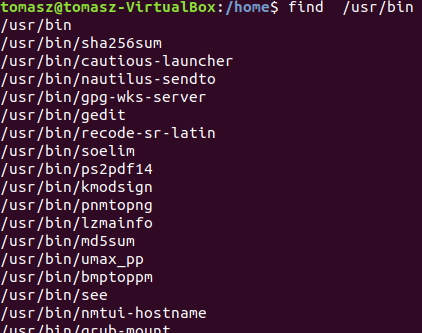 tomasz@tomasz-VirtualBox:/home$ find  /usr/bin
/usr/bin
/usr/bin/sha256sum
/usr/bin/cautious-launcher
/usr/bin/nautilus-sendto
/usr/bin/gpg-wks-server
/usr/bin/gedit
/usr/bin/recode-sr-latin
/usr/bin/soelim
/usr/bin/ps2pdf14
/usr/bin/kmodsign
/usr/bin/pnmtopng
/usr/bin/lzmainfo
/usr/bin/md5sum
/usr/bin/umax_pp
/usr/bin/bmptoppm
/usr/bin/see
/usr/bin/nmtui-hostname
/usr/bin/grub-mount